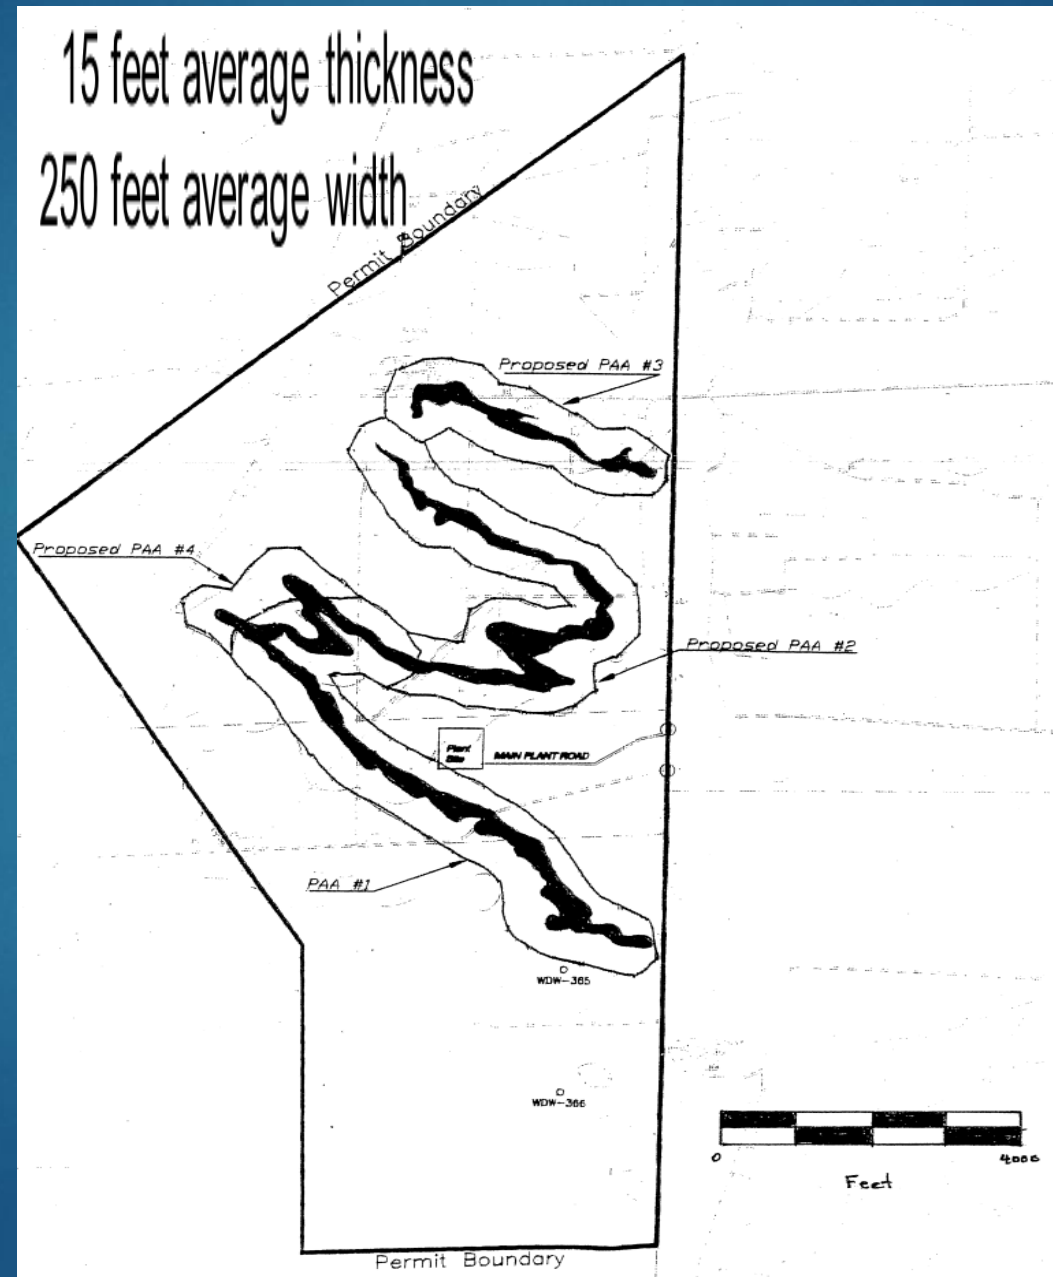 15 feet average thickness
250 feet average width
Permit Boundary
Proposed PAA #3
Proposed PAA #4
Proposed PAA #2
Plant
Site
MAIN PLANT ROAD
PAA #1
WDW-365
WDW-366
0
4000
Feet
Permit Boundary